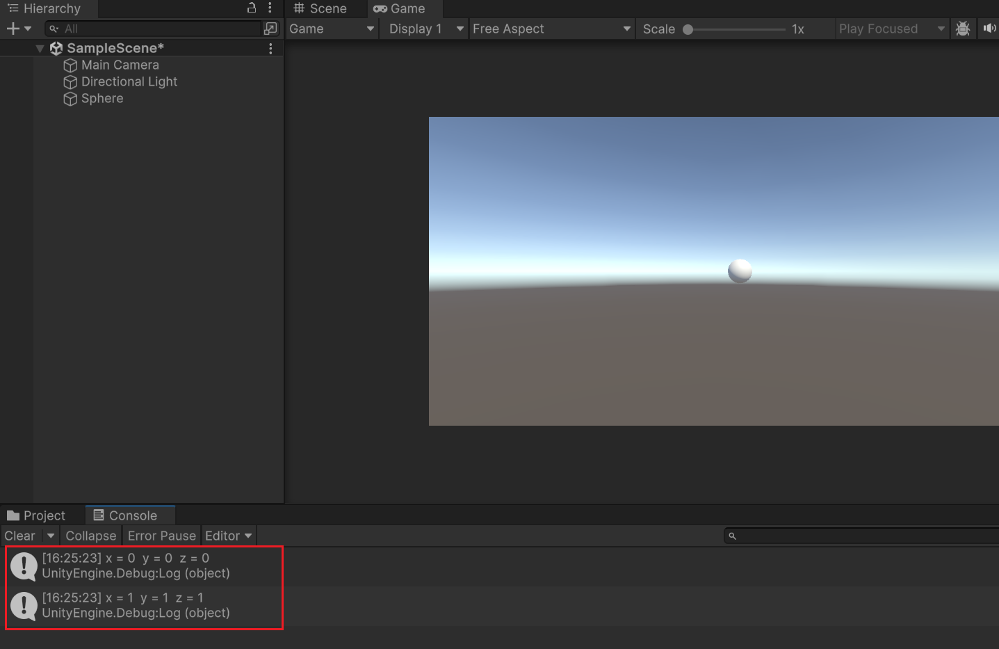 Hierarchy
All
SampleScene*
Main Camera
Directional Light
Sphere
Scene Game
Game Display 1 Free Aspect Scale 1x Play Focused
Project Console
Clear Collapse Error Pause Editor
[16:25:23] x = 0  y = 0  z = 0
UnityEngine.Debug:Log (object)
[16:25:23] x = 1  y = 1  z = 1
UnityEngine.Debug:Log (object)